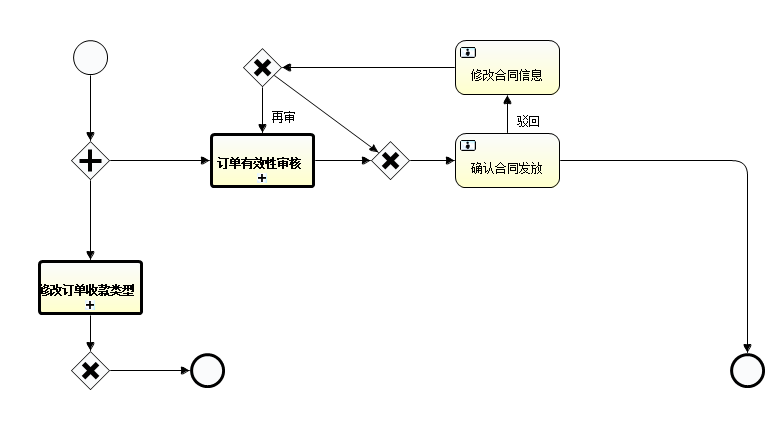 修改合同信息
再审
驳回
订单有效性审核
确认合同发放
修改订单收款类型